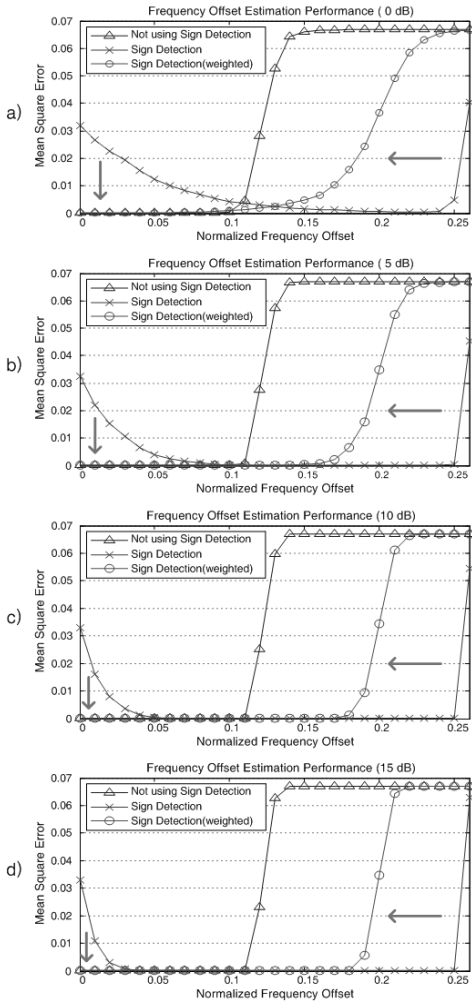 a)
Frequency Offset Estimation Performance ( 0 dB)
Mean Square Error
0.07
0.06
0.05
0.04
0.03
0.02
0.01
0
Not using Sign Detection
Sign Detection
Sign Detection(weighted)
0 0.05 0.1 0.15 0.2 0.25
Normalized Frequency Offset
b)
Frequency Offset Estimation Performance ( 5 dB)
Mean Square Error
0.07
0.06
0.05
0.04
0.03
0.02
0.01
0
Not using Sign Detection
Sign Detection
Sign Detection(weighted)
0 0.05 0.1 0.15 0.2 0.25
Normalized Frequency Offset
c)
Frequency Offset Estimation Performance (10 dB)
Mean Square Error
0.07
0.06
0.05
0.04
0.03
0.02
0.01
0
Not using Sign Detection
Sign Detection
Sign Detection(weighted)
0 0.05 0.1 0.15 0.2 0.25
Normalized Frequency Offset
d)
Frequency Offset Estimation Performance (15 dB)
Mean Square Error
0.07
0.06
0.05
0.04
0.03
0.02
0.01
0
Not using Sign Detection
Sign Detection
Sign Detection(weighted)
0 0.05 0.1 0.15 0.2 0.25
Normalized Frequency Offset